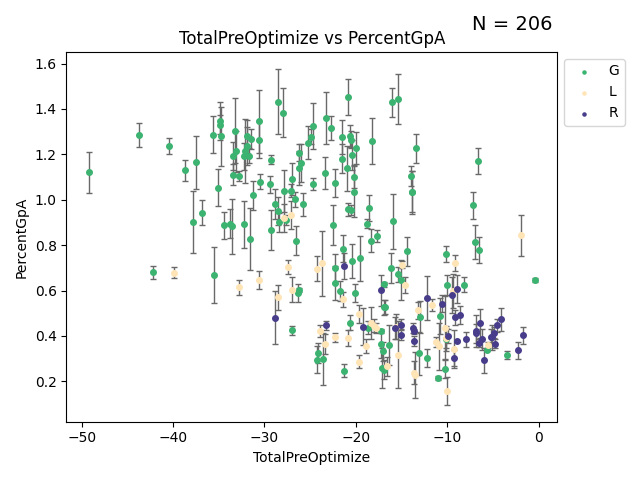 N = 206
TotalPreOptimize vs PercentGpA
1.6
1.4
1.2
1.0
0.8
0.6
0.4
0.2
PercentGpA
−50 −40 −30 −20 −10 0
TotalPreOptimize
G
L
R